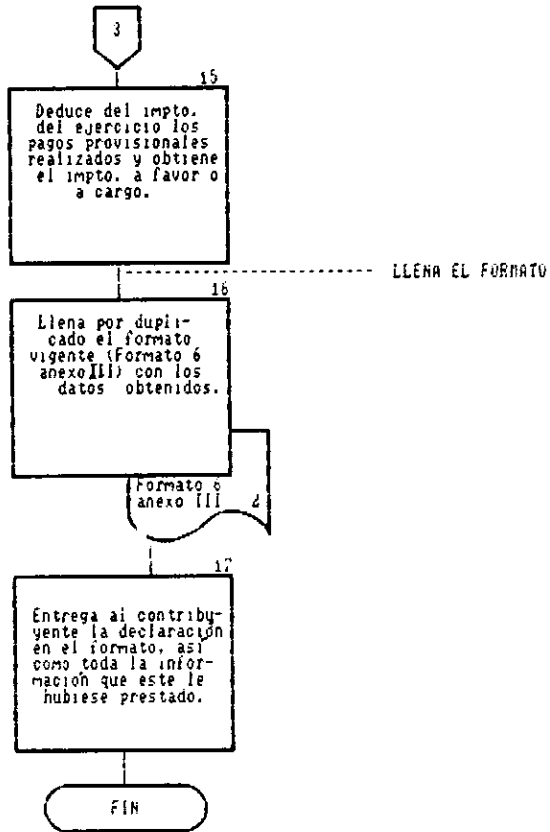 3
15
Deduce del impto.
del ejercicio los
pagos provisionales
realizados y obtiene
el impto. a favor o
a cargo.
LLENA EL FORMATO
16
Llena por dupli-
cado el formato
vigente (Formato 6
anexo III) con los
datos obtenidos.
Formato 6
anexo III 2
17
Entrega al contribu-
yente la declaración
en el formato, así
como toda la infor-
mación que este le
hubiese prestado.
FIN